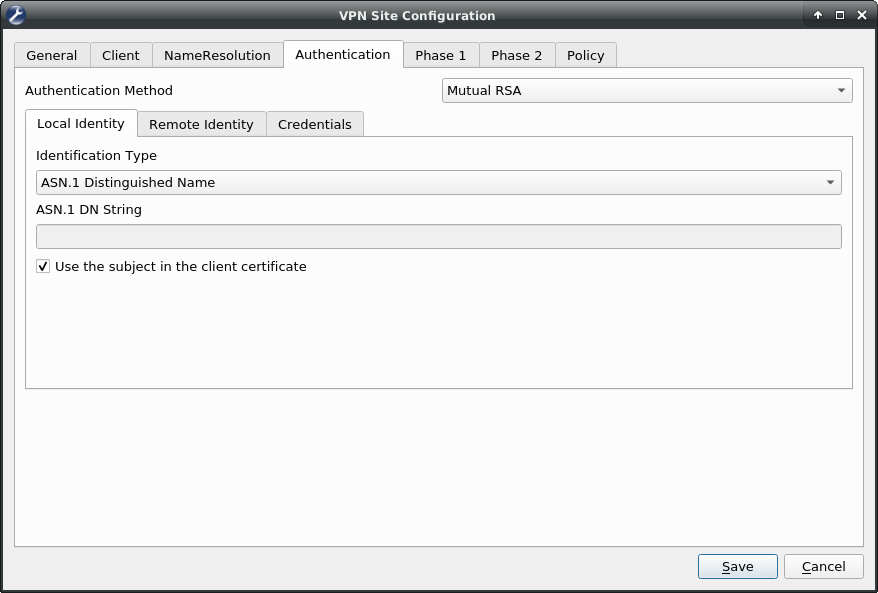 VPN Site Configuration
General Client NameResolution Authentication Phase 1 Phase 2 Policy
Authentication Method Mutual RSA
Local Identity Remote Identity Credentials
Identification Type
ASN.1 Distinguished Name
ASN.1 DN String
Use the subject in the client certificate
Save Cancel